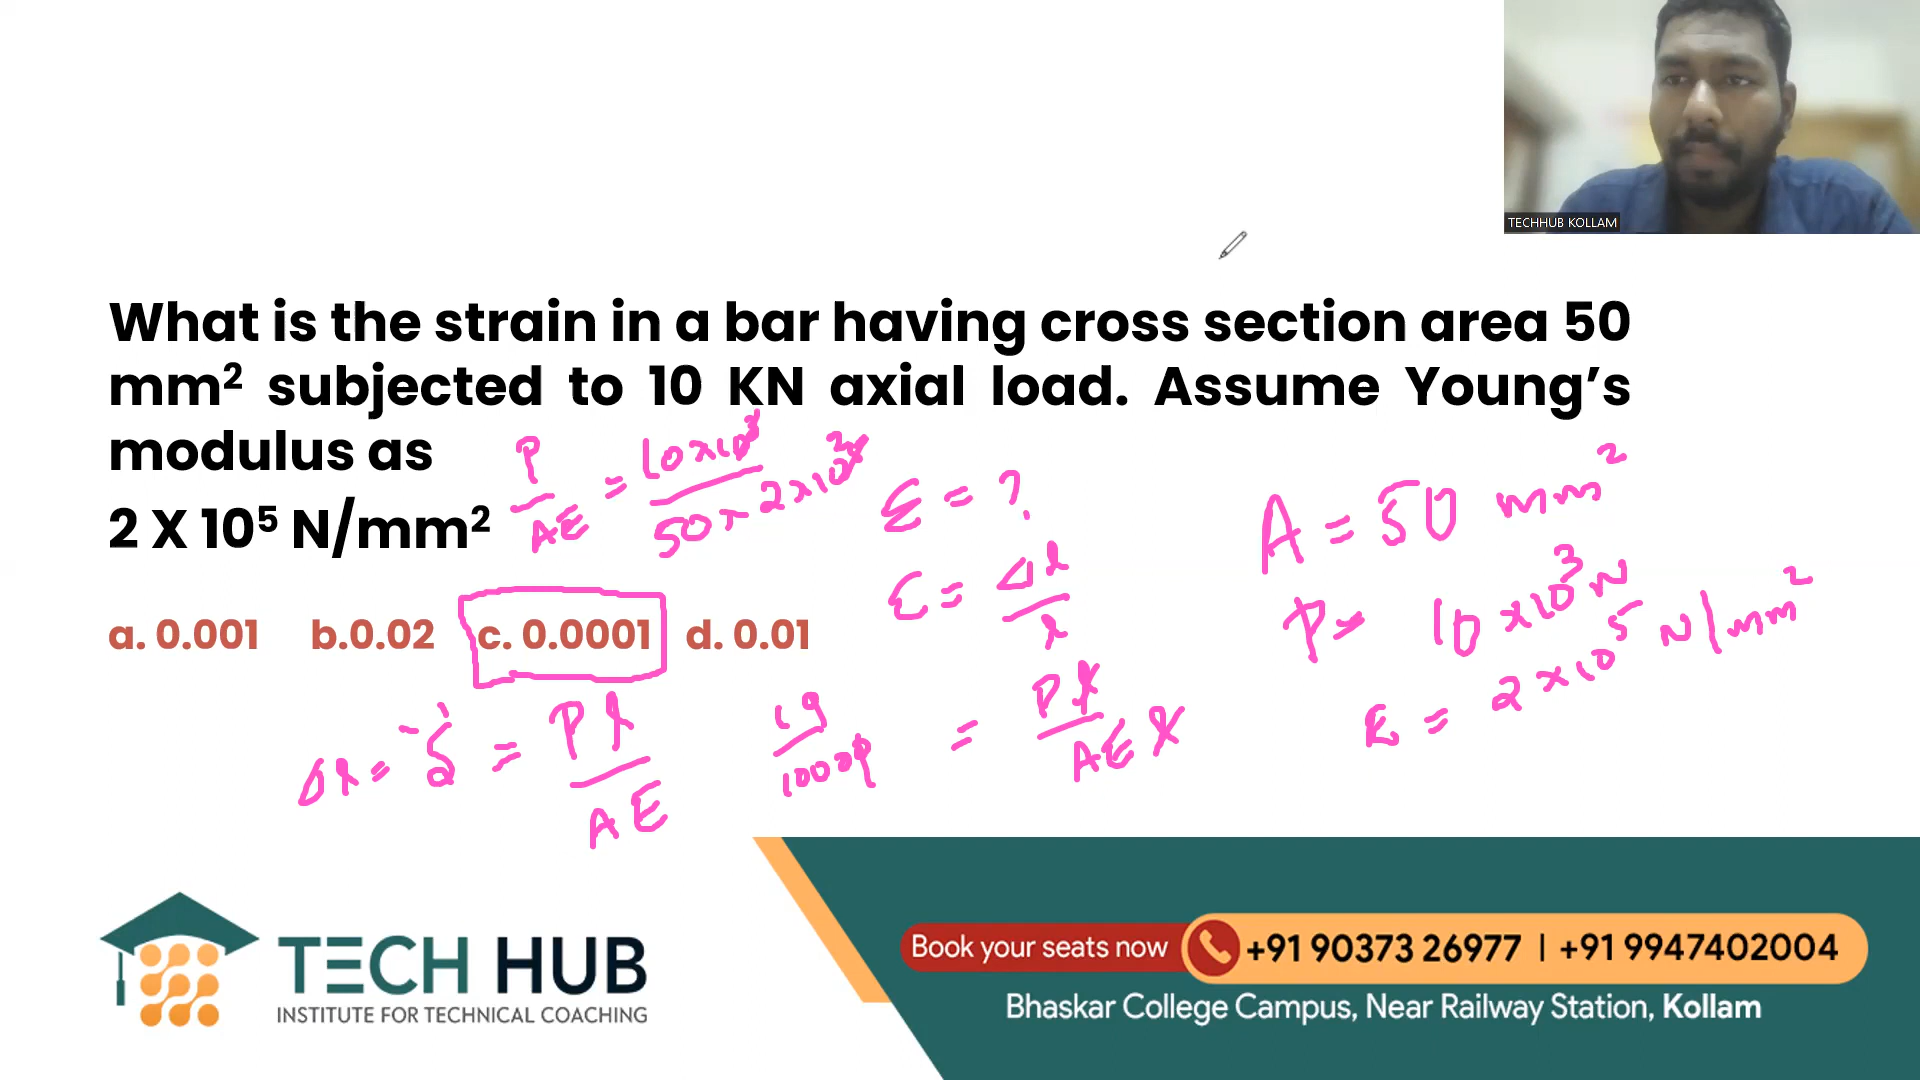 TECHHUB KOLLAM
What is the strain in a bar having cross section area 50
mm² subjected to 10 KN axial load. Assume Young's
modulus as
2 X 10⁵ N/mm²
P/AE = 10×10³/50×2×10²
ε = ?
ε = Δl/l
A = 50 mm²
P = 10×10³ N
E = 2×10⁵ N/mm²
a. 0.001 b.0.02 c. 0.0001 d. 0.01
Δl = δ = Pl/AE
= Pl/AEl
TECH HUB
INSTITUTE FOR TECHNICAL COACHING
Book your seats now +91 90373 26977 | +91 9947402004
Bhaskar College Campus, Near Railway Station, Kollam